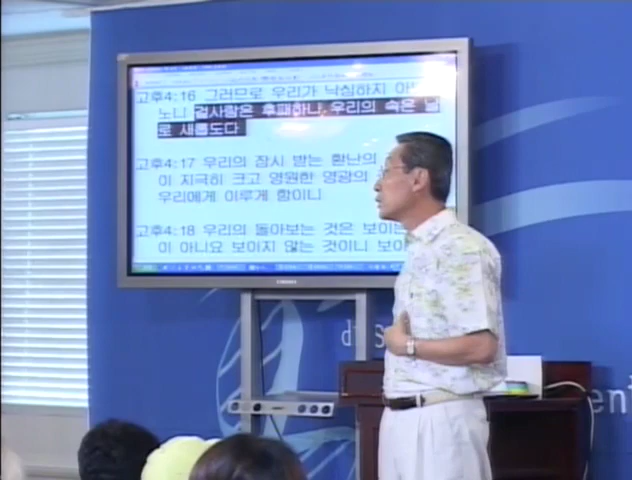 고후4:16 그러므로 우리가 낙심하지 아
노니 겉사람은 후패하나 우리의 속은 날
로 새롭도다
고후4:17 우리의 잠시 받는 환난의
이 지극히 크고 영원한 영광의
우리에게 이루게 함이니
고후4:18 우리의 돌아보는 것은 보이는
이 아니요 보이지 않는 것이니 보이